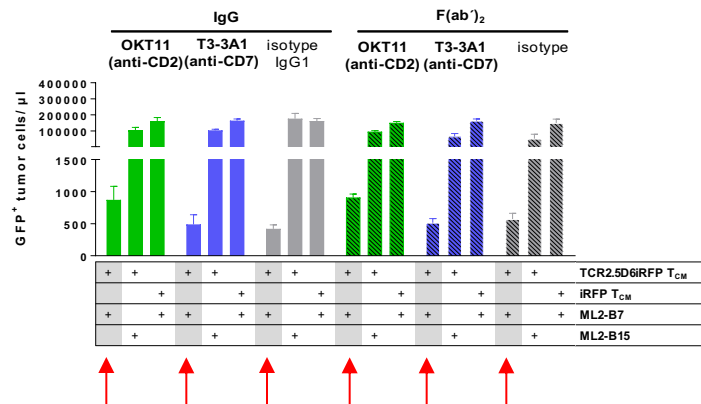 IgG
F(ab´)₂
OKT11
(anti-CD2)
T3-3A1
(anti-CD7)
isotype
IgG1
OKT11
(anti-CD2)
T3-3A1
(anti-CD7)
isotype
GFP⁺ tumor cells/ µl
400000
300000
200000
100000
1500
1000
500
0
+ + + + + + + + + + + + TCR2.5D6iRFP T_CM
+ + + + + + iRFP T_CM
+ + + + + + + + + + + + ML2-B7
+ + + + + + ML2-B15